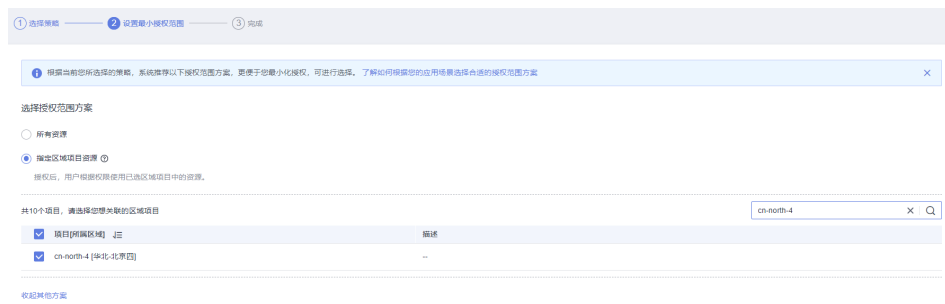 1 选择策略 2 设置最小授权范围 3 完成
根据当前您所选择的策略，系统推荐以下授权范围方案，更便于您最小化授权，可进行选择。 了解如何根据您的应用场景选择合适的授权范围方案
选择授权范围方案
所有资源
指定区域项目资源
授权后，用户根据权限使用已选区域项目中的资源。
共10个项目，请选择您想关联的区域项目 cn-north-4
项目[所属区域] 描述
cn-north-4 [华北-北京四] --
收起其他方案